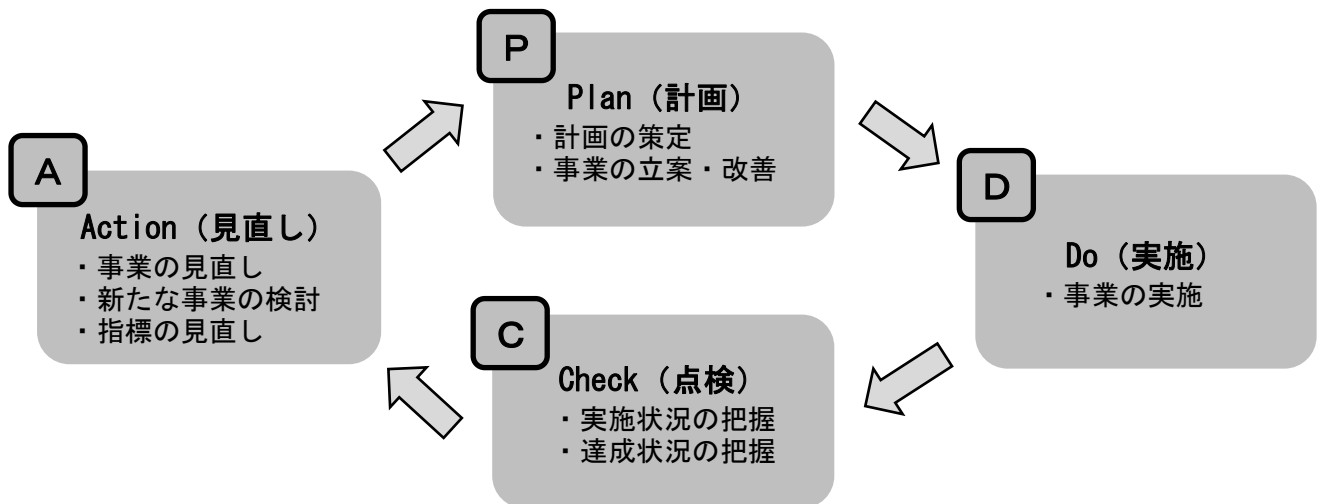 P
Plan（計画）
・計画の策定
・事業の立案・改善
D
Do（実施）
・事業の実施
C
Check（点検）
・実施状況の把握
・達成状況の把握
A
Action（見直し）
・事業の見直し
・新たな事業の検討
・指標の見直し